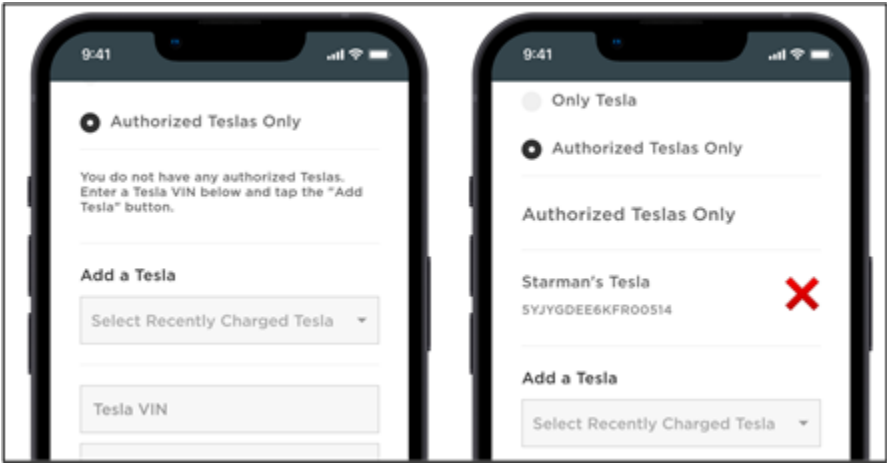 9:41
Authorized Teslas Only
You do not have any authorized Teslas.
Enter a Tesla VIN below and tap the "Add
Tesla" button.
Add a Tesla
Select Recently Charged Tesla
Tesla VIN
9:41
Only Tesla
Authorized Teslas Only
Authorized Teslas Only
Starman's Tesla
5YJYGDEE6KFR00514
Add a Tesla
Select Recently Charged Tesla